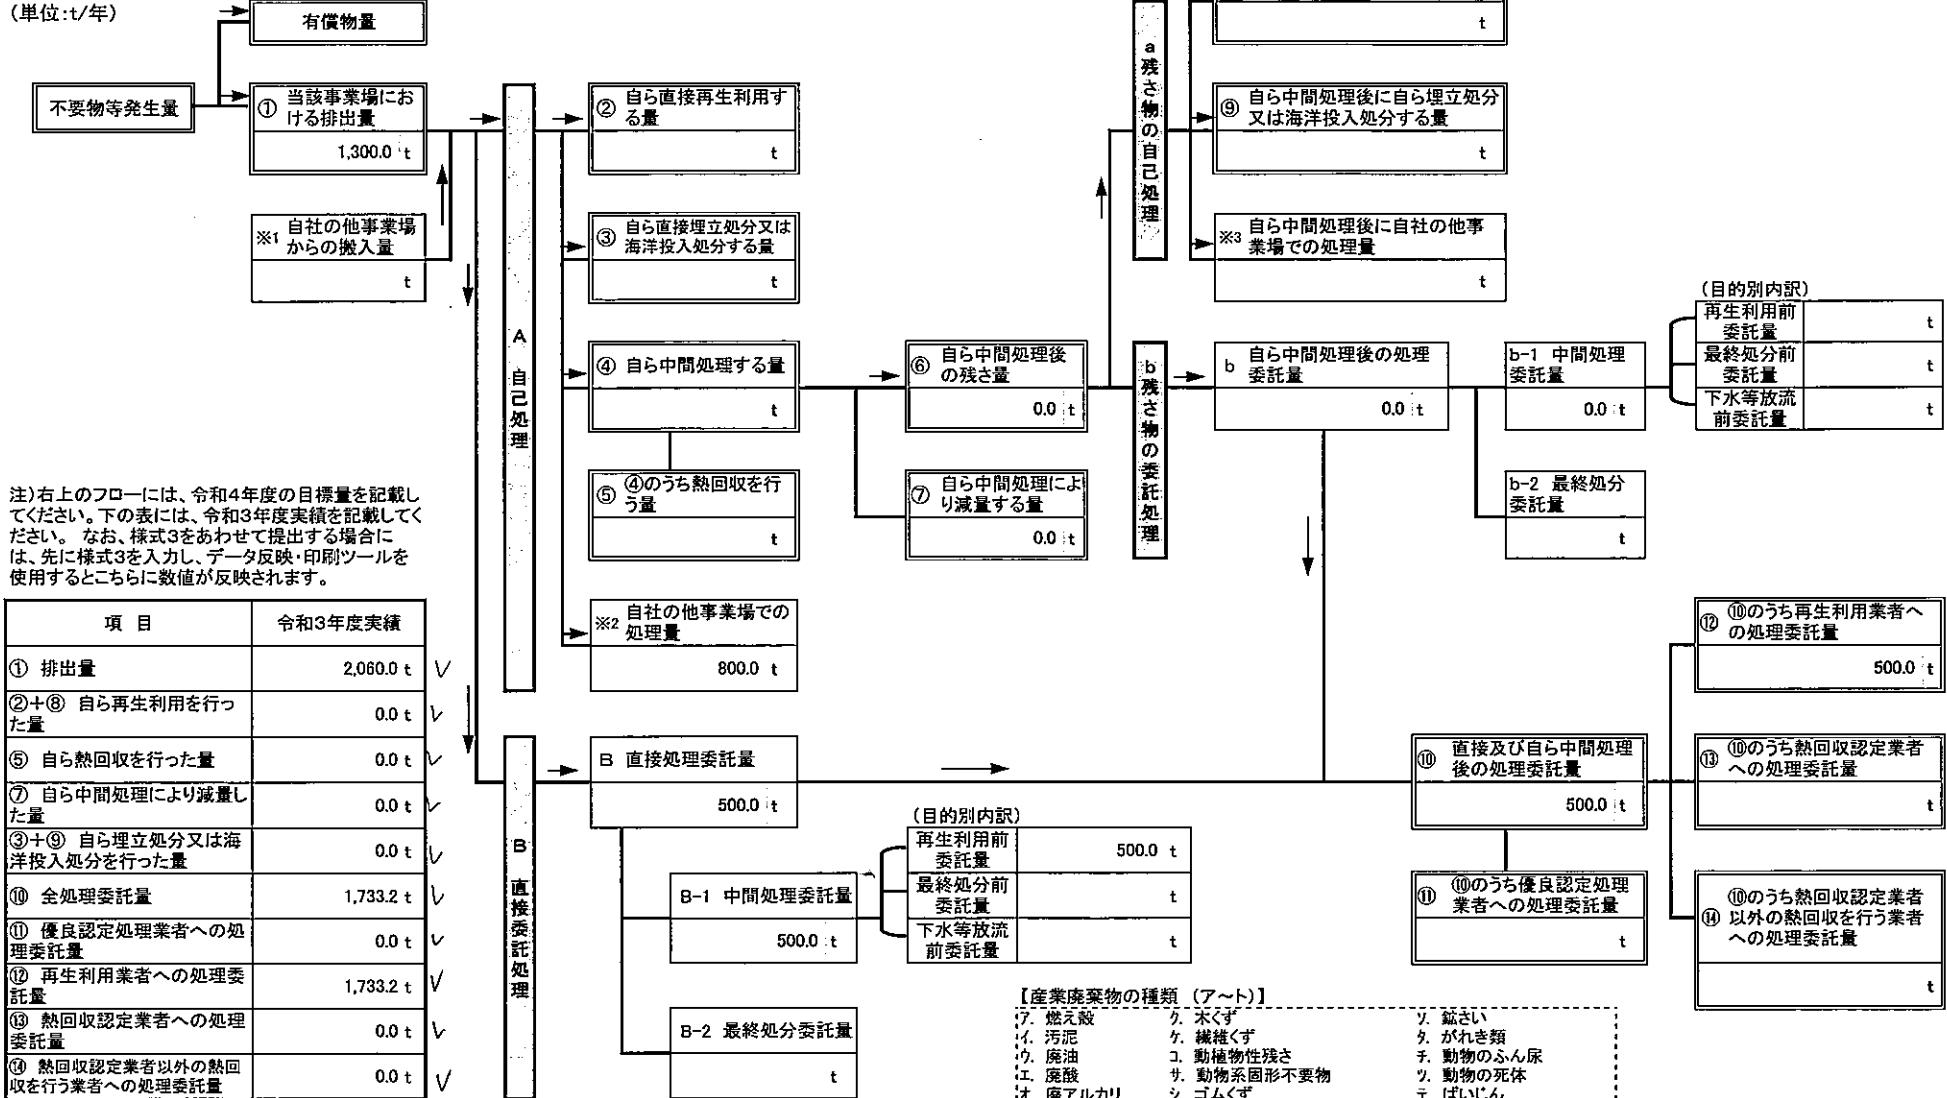 (単位:t/年)
有償物量
不要物等発生量
① 当該事業場にお
ける排出量
1,300.0 t
※1 自社の他事業場
からの搬入量
t
A 自己処理
② 自ら直接再生利用す
る量
t
③ 自ら直接埋立処分又は
海洋投入処分する量
t
④ 自ら中間処理する量
t
⑤ ④のうち熱回収を行
う量
t
※2 自社の他事業場での
処理量
800.0 t
⑥ 自ら中間処理後
の残さ量
0.0 t
⑦ 自ら中間処理によ
り減量する量
0.0 t
a 残さ物の自己処理
t
⑨ 自ら中間処理後に自ら埋立処分
又は海洋投入処分する量
t
※3 自ら中間処理後に自社の他事
業場での処理量
t
b 残さ物の委託処理
b 自ら中間処理後の処理
委託量
0.0 t
b-1 中間処理
委託量
0.0 t
(目的別内訳)
再生利用前
委託量
t
最終処分前
委託量
t
下水等放流
前委託量
t
b-2 最終処分
委託量
t
注)右上のフローには、令和4年度の目標量を記載し
てください。下の表には、令和3年度実績を記載してく
ださい。 なお、様式3をあわせて提出する場合に
は、先に様式3を入力し、データ反映・印刷ツールを
使用するとこちらに数値が反映されます。
項 目 令和3年度実績
① 排出量 2,060.0 t
②+⑧ 自ら再生利用を行っ
た量 0.0 t
⑤ 自ら熱回収を行った量 0.0 t
⑦ 自ら中間処理により減量し
た量 0.0 t
③+⑨ 自ら埋立処分又は海
洋投入処分を行った量 0.0 t
⑩ 全処理委託量 1,733.2 t
⑪ 優良認定処理業者への処
理委託量 0.0 t
⑫ 再生利用業者への処理委
託量 1,733.2 t
⑬ 熱回収認定業者への処理
委託量 0.0 t
⑭ 熱回収認定業者以外の熱回
収を行う業者への処理委託量 0.0 t
B 直接委託処理
B 直接処理委託量
500.0 t
B-1 中間処理委託量
500.0 t
(目的別内訳)
再生利用前
委託量
500.0 t
最終処分前
委託量
t
下水等放流
前委託量
t
B-2 最終処分委託量
t
⑩ 直接及び自ら中間処理
後の処理委託量
500.0 t
⑪ ⑩のうち優良認定処理
業者への処理委託量
t
⑫ ⑩のうち再生利用業者へ
の処理委託量
500.0 t
⑬ ⑩のうち熱回収認定業者
への処理委託量
t
⑭ ⑩のうち熱回収認定業者
以外の熱回収を行う業者
への処理委託量
t
【産業廃棄物の種類 (ア~ト)】
ア. 燃え殻 ク. 木くず ソ. 鉱さい
イ. 汚泥 ケ. 繊維くず タ. がれき類
ウ. 廃油 コ. 動植物性残さ チ. 動物のふん尿
エ. 廃酸 サ. 動物系固形不要物 ツ. 動物の死体
オ. 廃アルカリ シ. ゴムくず テ. ばいじん